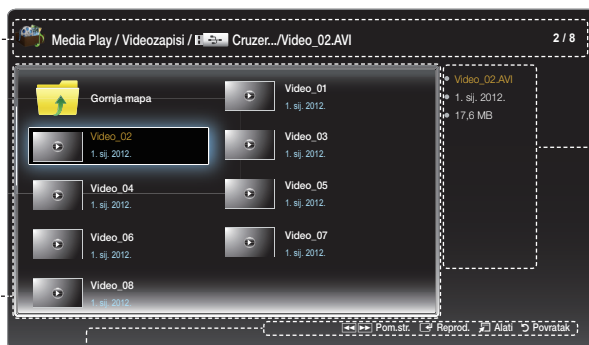 Media Play / Videozapisi / Cruzer.../Video_02.AVI
2 / 8
Gornja mapa
Video_01
1. sij. 2012.
Video_02
1. sij. 2012.
Video_03
1. sij. 2012.
Video_04
1. sij. 2012.
Video_05
1. sij. 2012.
Video_06
1. sij. 2012.
Video_07
1. sij. 2012.
Video_08
1. sij. 2012.
Video_02.AVI
1. sij. 2012.
17,6 MB
Pom.str. Reprod. Alati Povratak